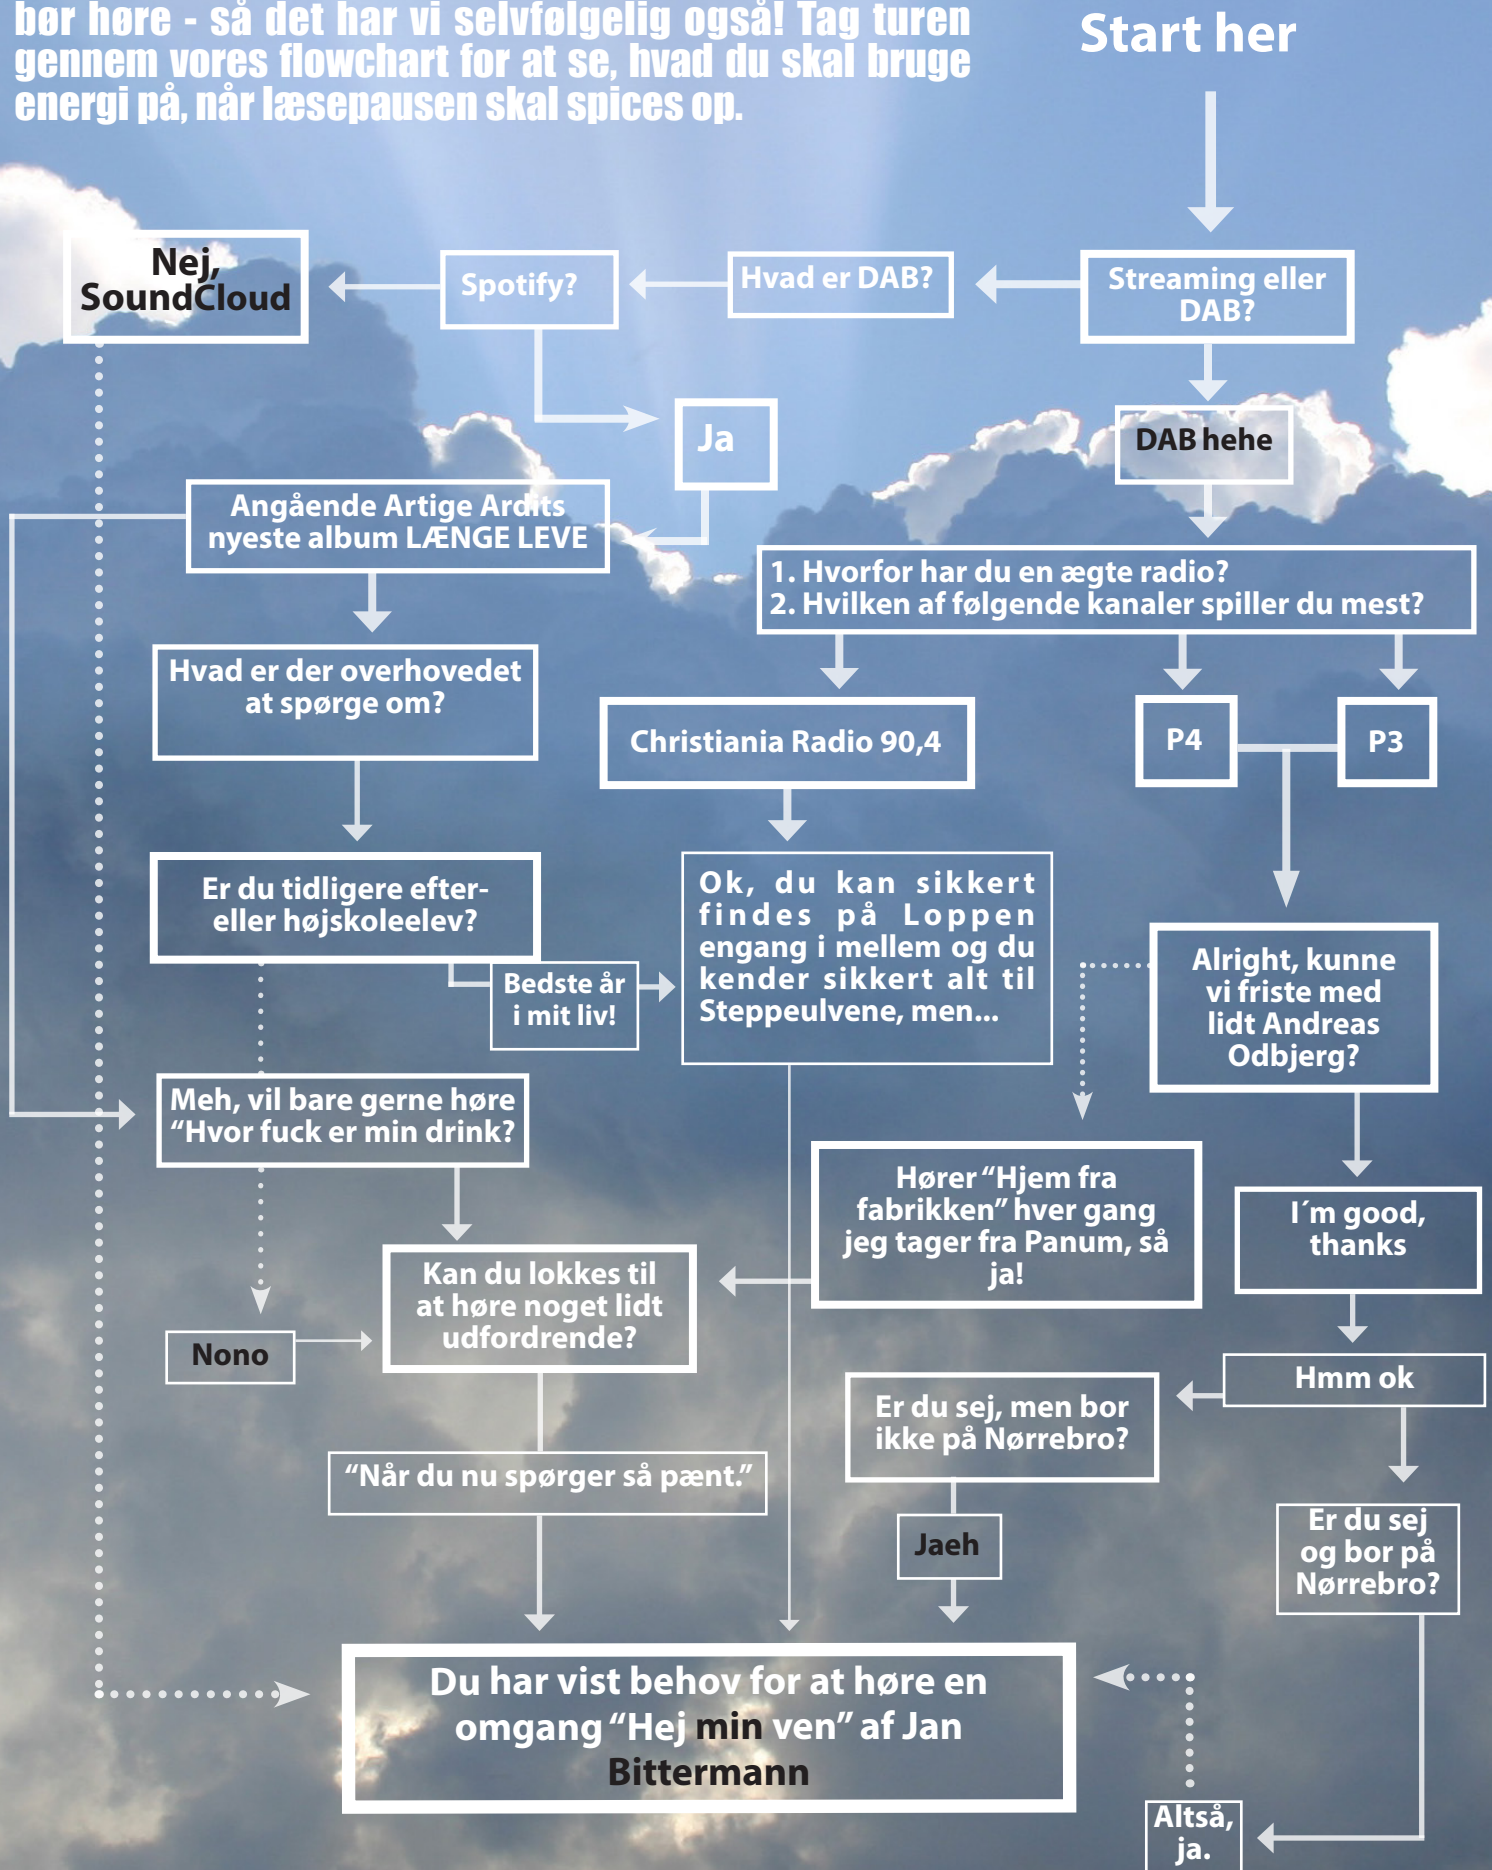 bør høre - så det har vi selvfølgelig også! Tag turen
gennem vores flowchart for at se, hvad du skal bruge
energi på, når læsepausen skal spices op.
Start her
Nej,
SoundCloud
Spotify?
Hvad er DAB?
Streaming eller
DAB?
Ja
DAB hehe
Angående Artige Ardits
nyeste album LÆNGE LEVE
1. Hvorfor har du en ægte radio?
2. Hvilken af følgende kanaler spiller du mest?
Hvad er der overhovedet
at spørge om?
Christiania Radio 90,4
P4
P3
Er du tidligere efter-
eller højskoleelev?
Bedste år
i mit liv!
Ok, du kan sikkert
findes på Loppen
engang i mellem og du
kender sikkert alt til
Steppeulvene, men...
Alright, kunne
vi friste med
lidt Andreas
Odbjerg?
Meh, vil bare gerne høre
“Hvor fuck er min drink?
Hører “Hjem fra
fabrikken” hver gang
jeg tager fra Panum, så
ja!
I´m good,
thanks
Kan du lokkes til
at høre noget lidt
udfordrende?
Nono
Hmm ok
Er du sej, men bor
ikke på Nørrebro?
“Når du nu spørger så pænt.”
Jaeh
Er du sej
og bor på
Nørrebro?
Du har vist behov for at høre en
omgang “Hej min ven” af Jan
Bittermann
Altså,
ja.